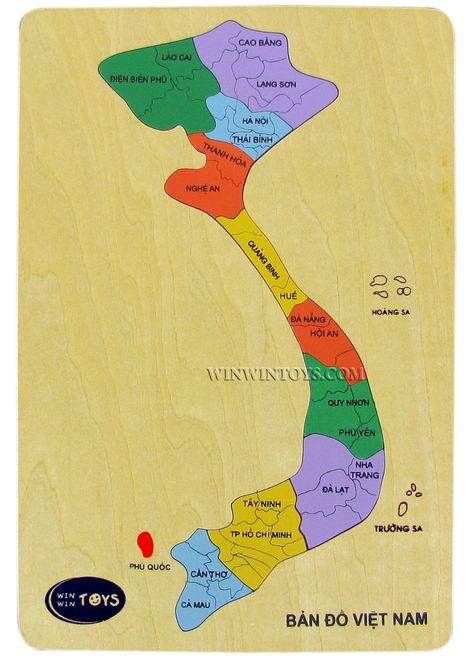 CAO BẰNG
LÀO CAI
ĐIỆN BIÊN PHỦ
LẠNG SƠN
HÀ NỘI
THÁI BÌNH
THANH HÓA
NGHỆ AN
QUẢNG BÌNH
HUẾ
ĐÀ NẴNG
HỘI AN
HOÀNG SA
WINWINTOYS.COM
QUY NHƠN
PHÚ YÊN
NHA
TRANG
ĐÀ LẠT
TÂY NINH
TRƯỜNG SA
TP HỒ CHÍ MINH
PHÚ QUỐC
CẦN THƠ
CÀ MAU
WIN
WIN TOYS
BẢN ĐỒ VIỆT NAM